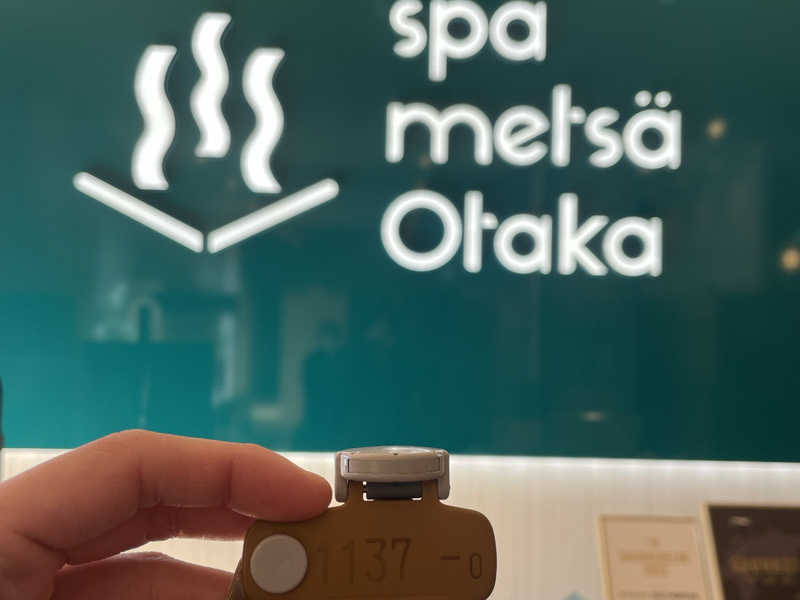 spa
metsä
Otaka
1137 -0